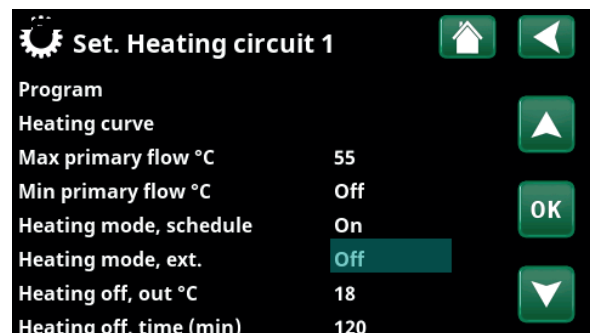 Set. Heating circuit 1
Program
Heating curve
Max primary flow °C 55
Min primary flow °C Off
Heating mode, schedule On
OK
Heating mode, ext. Off
Heating off, out °C 18
Heating off, time (min) 120